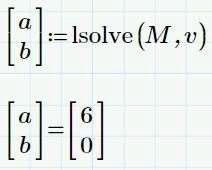 [a b] := lsolve(M, v)
[a b] = [6 0]